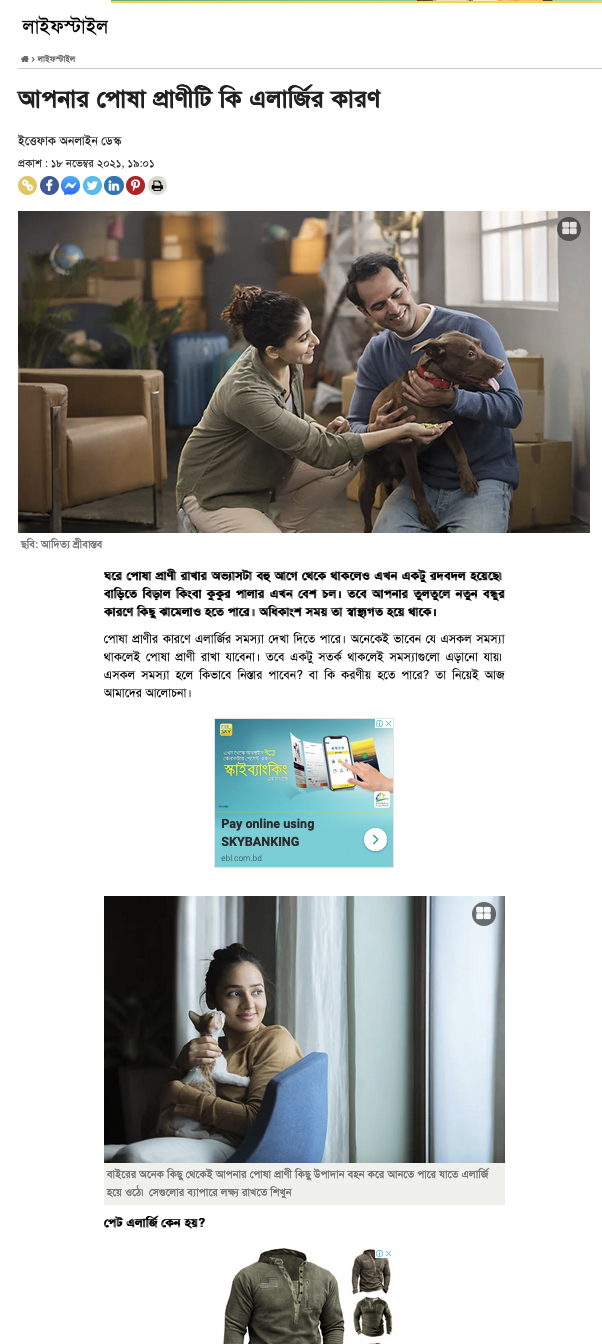 লাইফস্টাইল
› লাইফস্টাইল
আপনার পোষা প্রাণীটি কি এলার্জির কারণ
ইত্তেফাক অনলাইন ডেস্ক
প্রকাশ : ১৮ নভেম্বর ২০২১, ১৯:০১
ছবি: আদিত্য শ্রীবাস্তব
ঘরে পোষা প্রাণী রাখার অভ্যাসটা বহু আগে থেকে থাকলেও এখন একটু রদবদল হয়েছে৷
বাড়িতে বিড়াল কিংবা কুকুর পালার এখন বেশ চল। তবে আপনার তুলতুলে নতুন বন্ধুর
কারণে কিছু ঝামেলাও হতে পারে। অধিকাংশ সময় তা স্বাস্থ্যগত হয়ে থাকে।
পোষা প্রাণীর কারণে এলার্জির সমস্যা দেখা দিতে পারে। অনেকেই ভাবেন যে এসকল সমস্যা
থাকলেই পোষা প্রাণী রাখা যাবেনা। তবে একটু সতর্ক থাকলেই সমস্যাগুলো এড়ানো যায়৷
এসকল সমস্যা হলে কিভাবে নিস্তার পাবেন? বা কি করণীয় হতে পারে? তা নিয়েই আজ
আমাদের আলোচনা।
স্কাইব্যাংকিং
Pay online using
SKYBANKING
ebl.com.bd
বাইরের অনেক কিছু থেকেই আপনার পোষা প্রাণী কিছু উপাদান বহন করে আনতে পারে যাতে এলার্জি
হয়ে ওঠে৷ সেগুলোর ব্যাপারে লক্ষ্য রাখতে শিখুন
পেট এলার্জি কেন হয়?